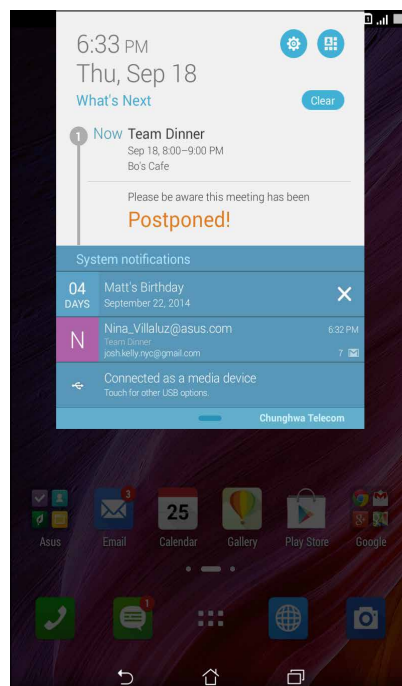 6:33 PM
Thu, Sep 18
What's Next
Clear
1
Now Team Dinner
Sep 18, 8:00–9:00 PM
Bo's Cafe
Please be aware this meeting has been
Postponed!
System notifications
04
DAYS
Matt's Birthday
September 22, 2014
N
Nina_Villaluz@asus.com
6:32 PM
Team Dinner
josh.kelly.nyc@gmail.com
7
Connected as a media device
Touch for other USB options.
Chunghwa Telecom
3
25
Asus
Email
Calendar
Gallery
Play Store
Google
1